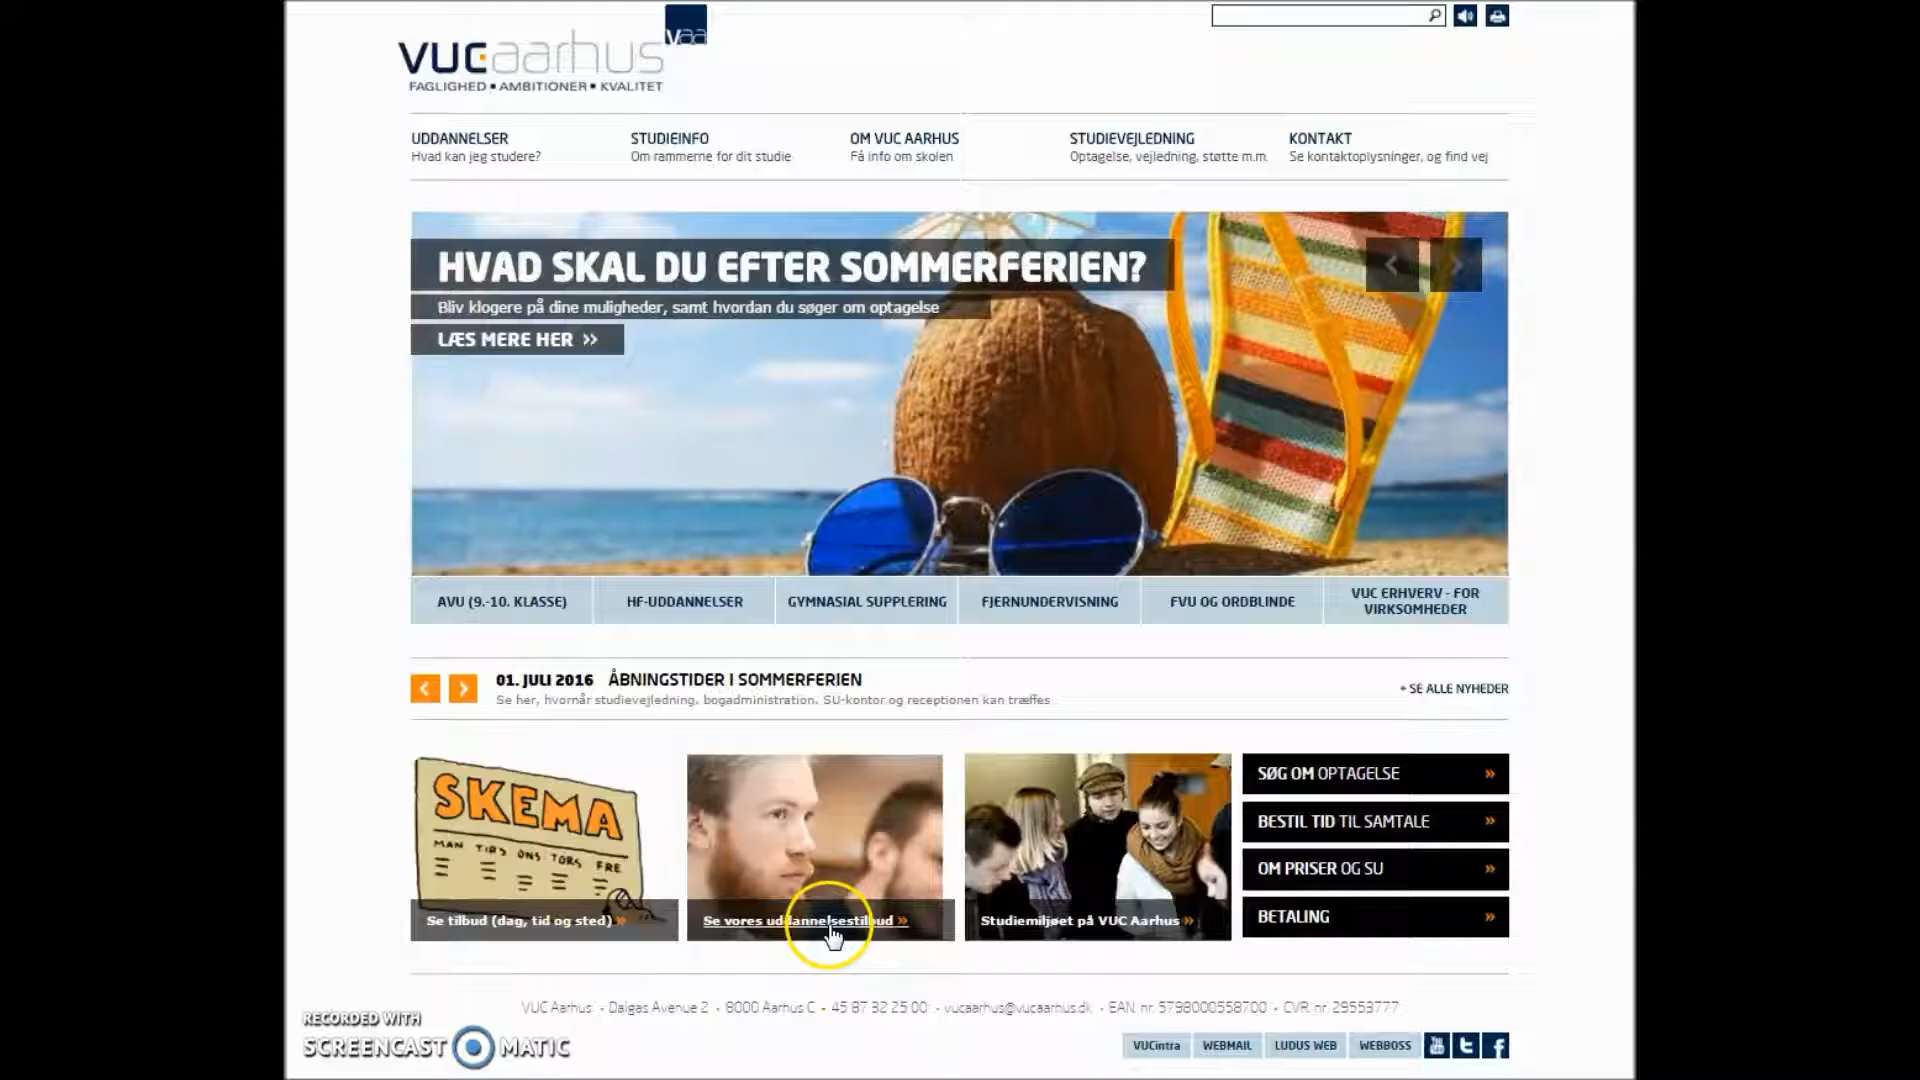 vaa
VUCaarhus
FAGLIGHED ▪ AMBITIONER ▪ KVALITET
UDDANNELSER
Hvad kan jeg studere?
STUDIEINFO
Om rammerne for dit studie
OM VUC AARHUS
Få info om skolen
STUDIEVEJLEDNING
Optagelse, vejledning, støtte m.m.
KONTAKT
Se kontaktoplysninger, og find vej
HVAD SKAL DU EFTER SOMMERFERIEN?
Bliv klogere på dine muligheder, samt hvordan du søger om optagelse
LÆS MERE HER »
AVU (9.-10. KLASSE)
HF-UDDANNELSER
GYMNASIAL SUPPLERING
FJERNUNDERVISNING
FVU OG ORDBLINDE
VUC ERHVERV - FOR
VIRKSOMHEDER
01. JULI 2016 ÅBNINGSTIDER I SOMMERFERIEN
Se her, hvornår studievejledning, bogadministration, SU-kontor og receptionen kan træffes
+ SE ALLE NYHEDER
SKEMA
MAN TIRS ONS TORS FRE
Se tilbud (dag, tid og sted) »
Se vores uddannelsestilbud »
Studiemiljøet på VUC Aarhus »
SØG OM OPTAGELSE »
BESTIL TID TIL SAMTALE »
OM PRISER OG SU »
BETALING »
VUC Aarhus • Dalgas Avenue 2 • 8000 Aarhus C • 45 87 32 25 00 • vucaarhus@vucaarhus.dk • EAN. nr. 5798000558700 • CVR. nr. 29553777
RECORDED WITH
SCREENCAST MATIC
VUCintra
WEBMAIL
LUDUS WEB
WEBBOSS
You
Tube
t
f